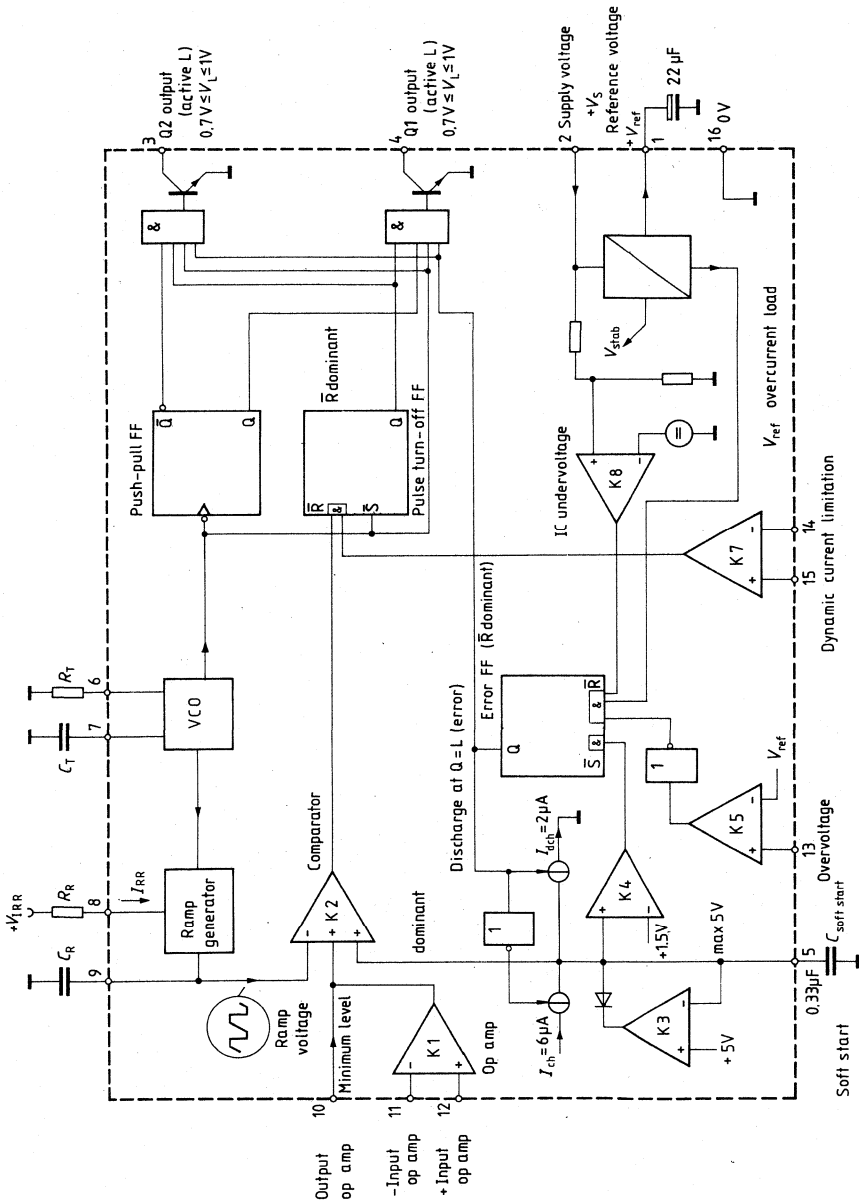 +V_IRR
C_R
R_R
C_T
R_T
9
8
7
6
I_RR
Ramp
generator
VCO
Push-pull FF
Q̅
Q
3
Q2 output
(active L)
0,7V≤V_L≤1V
&
Ramp
voltage
Minimum level
10
Output
op amp
11
-Input
op amp
12
+Input
op amp
K1
Op amp
K2
Comparator
dominant
R̅ dominant
R̅
&
S̅
Q
Pulse turn-off FF
&
4
Q1 output
(active L)
0,7V≤V_L≤1V
Discharge at Q=L (error)
1
I_ch=6µA
I_dch=2µA
Error FF (R̅ dominant)
Q
S̅
&
&
R̅
IC undervoltage
K8
V_stab
2 Supply voltage
+V_S
Reference voltage
+V_ref
1
22 µF
16
0V
K3
+5V
max 5V
K4
+1.5V
1
K5
V_ref
K7
V_ref overcurrent load
5
0.33µF
C_soft start
Soft start
13
Overvoltage
15
14
Dynamic current limitation